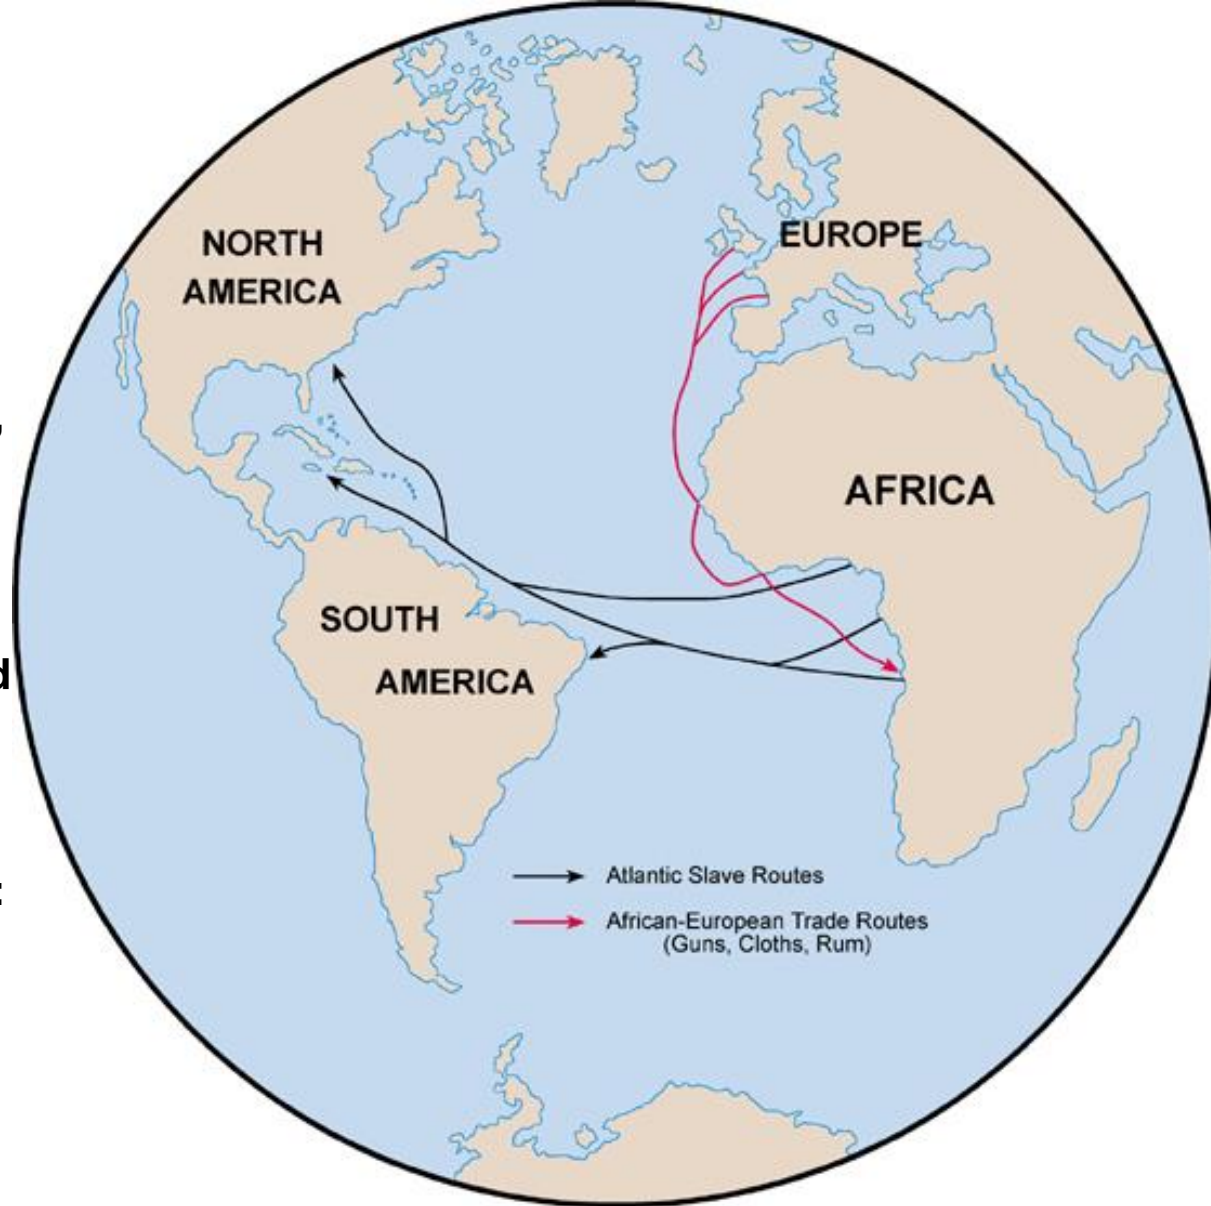 NORTH
AMERICA
EUROPE
AFRICA
SOUTH
AMERICA
d
Atlantic Slave Routes
African-European Trade Routes
(Guns, Cloths, Rum)